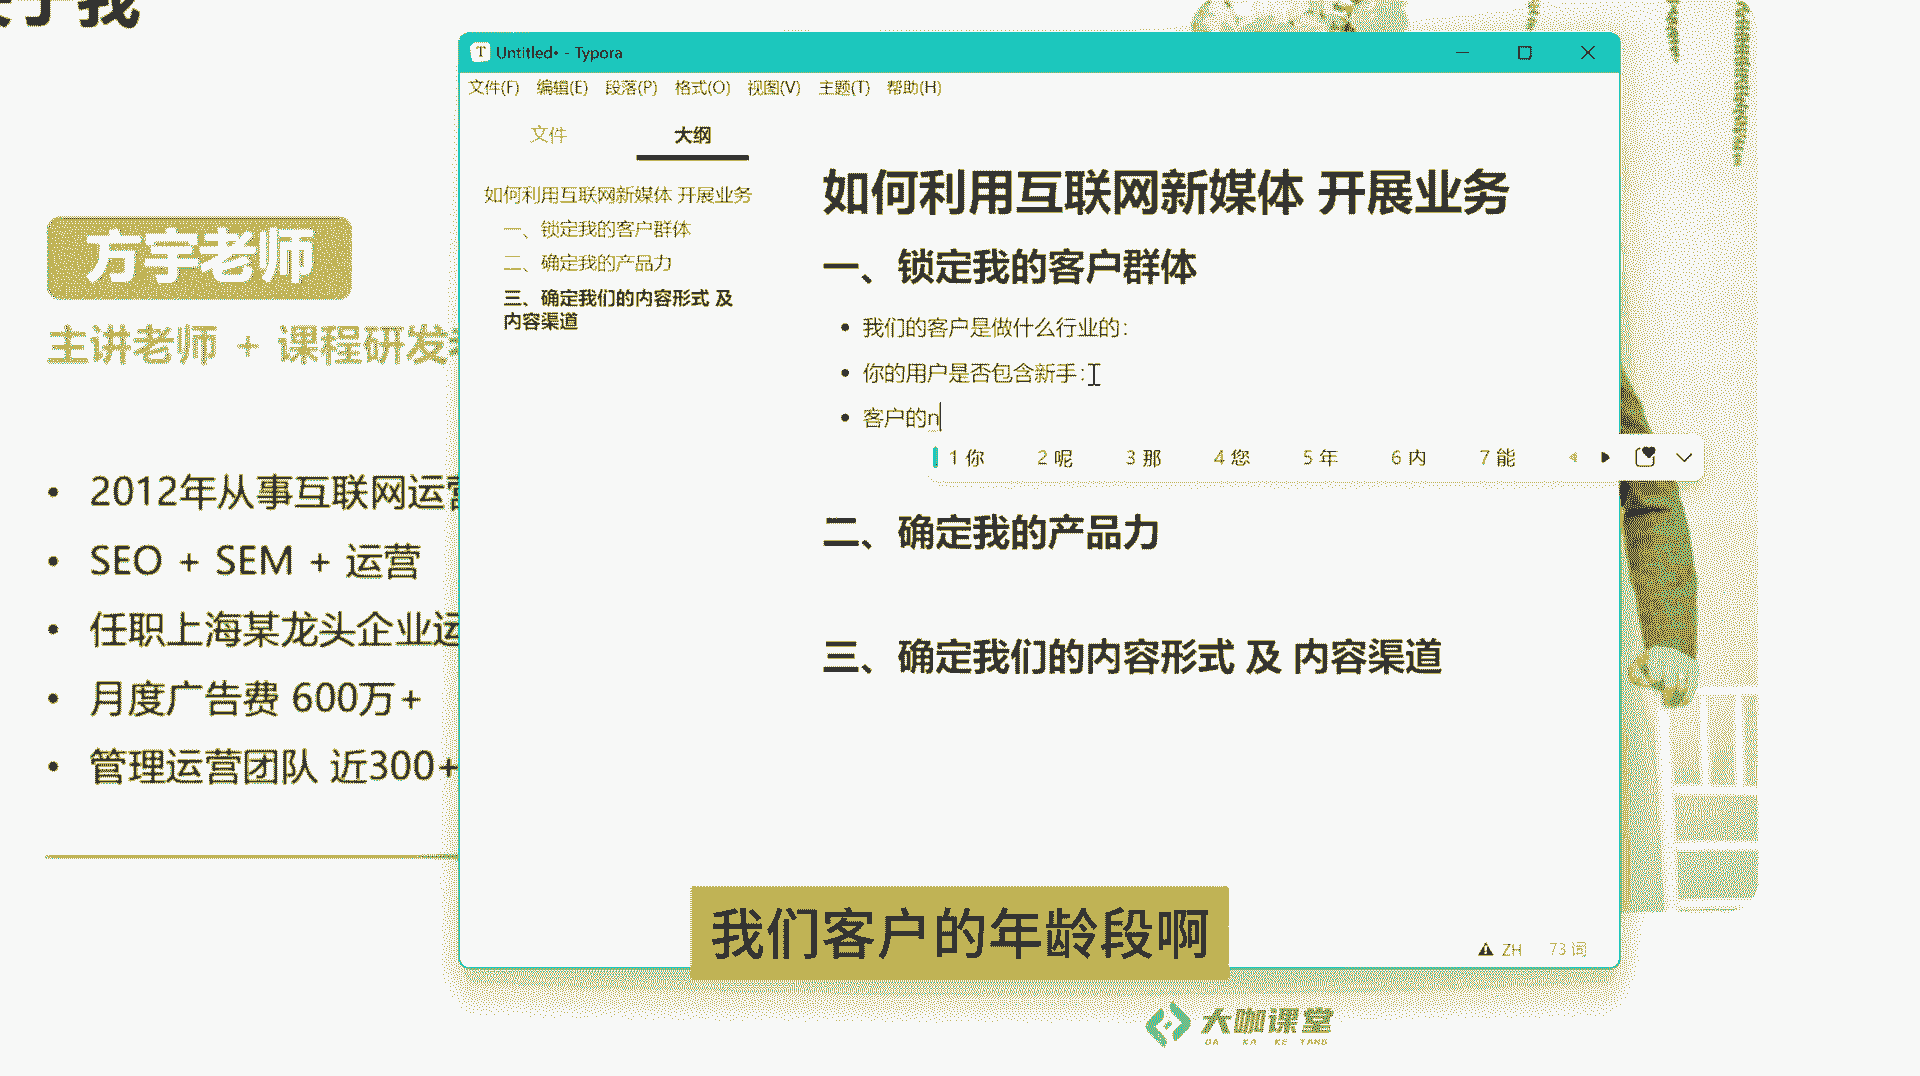 于我
方宇老师
主讲老师 + 课程研发
2012年从事互联网运营
SEO + SEM + 运营
任职上海某龙头企业运
月度广告费 600万+
管理运营团队 近300+
Untitled• - Typora
文件(F) 编辑(E) 段落(P) 格式(O) 视图(V) 主题(T) 帮助(H)
文件 大纲
如何利用互联网新媒体 开展业务
一、锁定我的客户群体
二、确定我的产品力
三、确定我们的内容形式 及
内容渠道
如何利用互联网新媒体 开展业务
一、锁定我的客户群体
我们的客户是做什么行业的：
你的用户是否包含新手：
客户的n
1 你 2 呢 3 那 4 您 5 年 6 内 7 能
二、确定我的产品力
三、确定我们的内容形式 及 内容渠道
ZH 73 词
我们客户的年龄段啊
大咖课堂
DA KA KE TANG